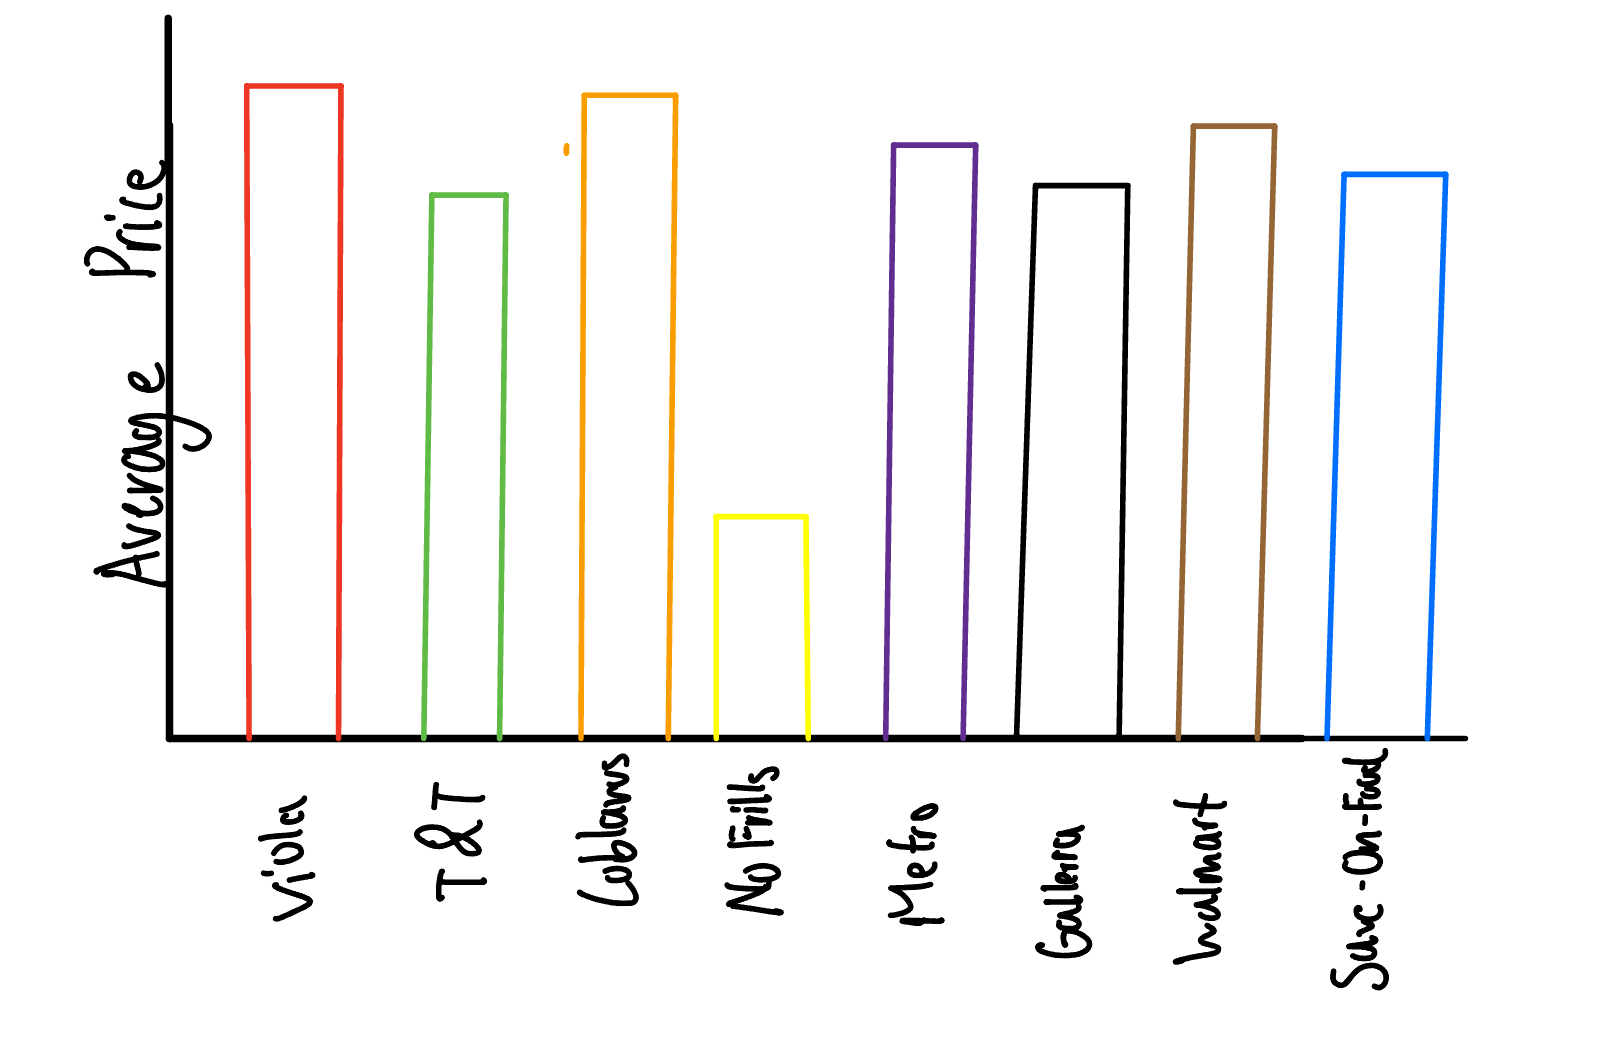 Average Price
Viola
T&T
Loblaws
No Frills
Metro
Galleria
Walmart
Save-On-Food